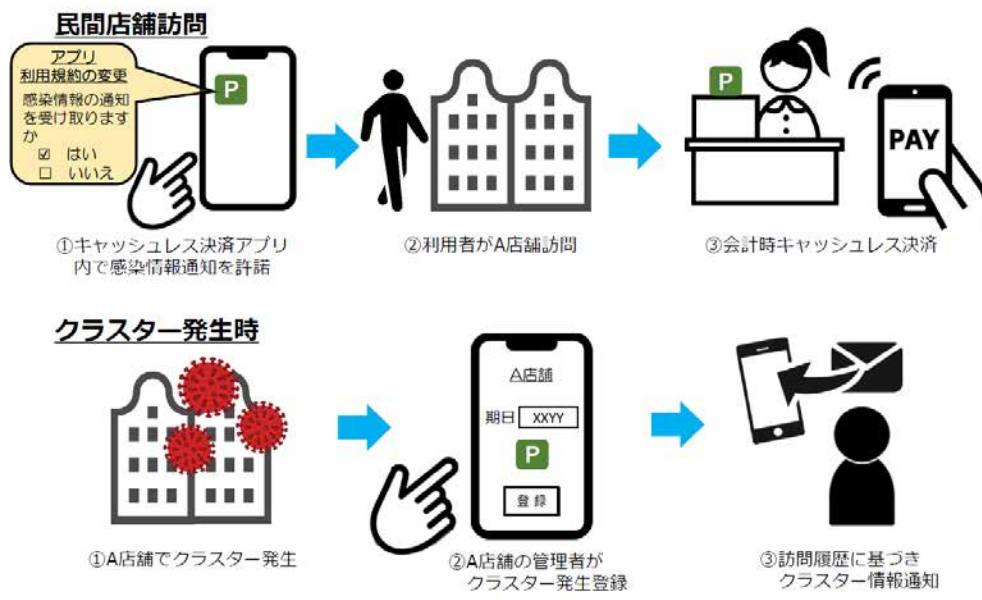 民間店舗訪問
アプリ
利用規約の変更
感染情報の通知
を受け取ります
か
☑ はい
□ いいえ
P
P
PAY
①キャッシュレス決済アプリ
内で感染情報通知を許諾
②利用者がA店舗訪問
③会計時キャッシュレス決済
クラスター発生時
A店舗
期日 XXYY
P
登録
①A店舗でクラスター発生
②A店舗の管理者が
クラスター発生登録
③訪問履歴に基づき
クラスター情報通知